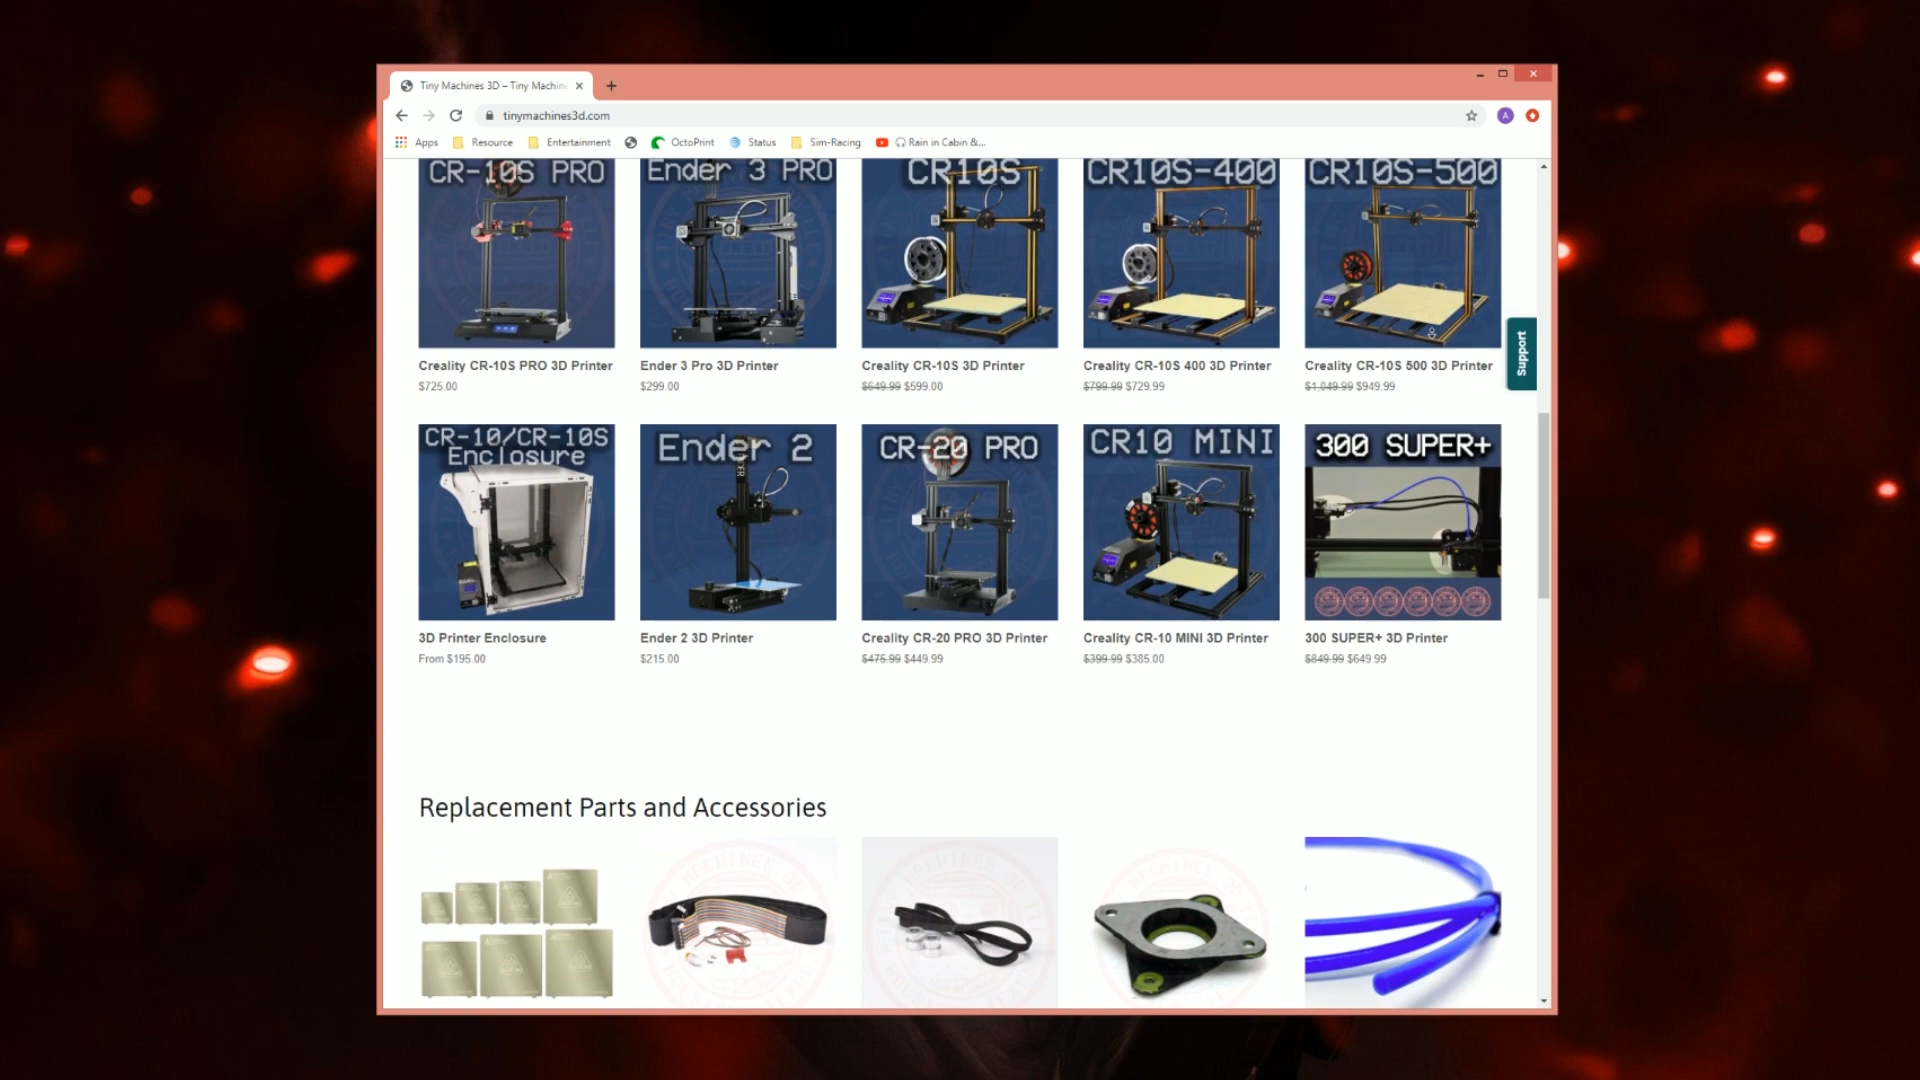 Tiny Machines 3D – Tiny Machin
tinymachines3d.com
A
Apps Resource Entertainment OctoPrint Status Sim-Racing Rain in Cabin &...
CR-10S PRO
Ender 3 PRO
CR10S
CR10S-400
CR10S-500
Creality CR-10S PRO 3D Printer
$725.00
Ender 3 Pro 3D Printer
$299.00
Creality CR-10S 3D Printer
$649.99 $599.00
Creality CR-10S 400 3D Printer
$799.99 $729.99
Creality CR-10S 500 3D Printer
$1,049.99 $949.99
Support
CR-10/CR-10S
Enclosure
Ender 2
CR-20 PRO
CR10 MINI
300 SUPER+
3D Printer Enclosure
From $195.00
Ender 2 3D Printer
$215.00
Creality CR-20 PRO 3D Printer
$475.99 $449.99
Creality CR-10 MINI 3D Printer
$399.99 $385.00
300 SUPER+ 3D Printer
$849.99 $649.99
Replacement Parts and Accessories